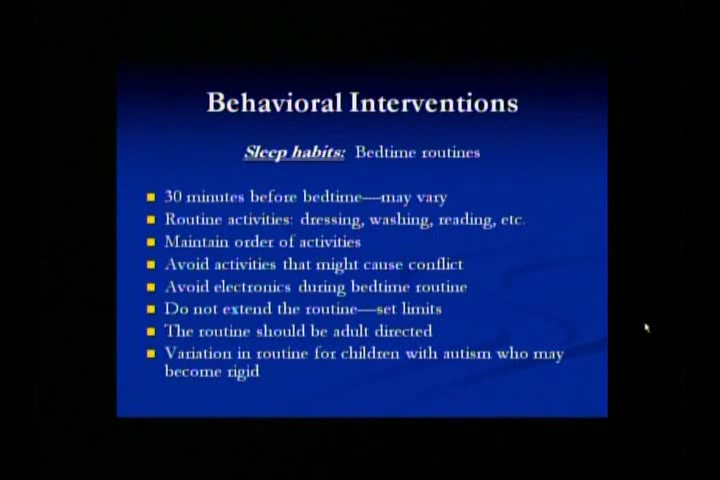 Behavioral Interventions
Sleep habits: Bedtime routines
30 minutes before bedtime—may vary
Routine activities: dressing, washing, reading, etc.
Maintain order of activities
Avoid activities that might cause conflict
Avoid electronics during bedtime routine
Do not extend the routine—set limits
The routine should be adult directed
Variation in routine for children with autism who may
become rigid